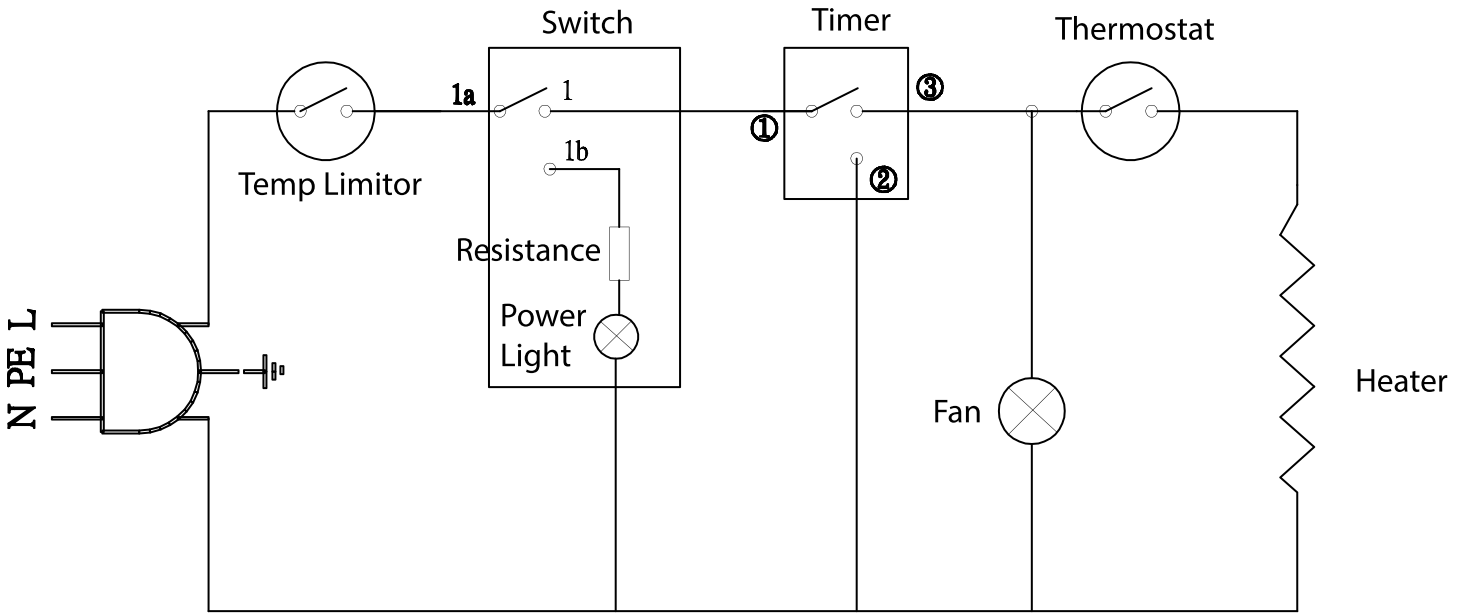 Switch
Timer
Thermostat
1a
1
③
①
1b
②
Temp Limitor
Resistance
Power
Light
L
PE
N
Fan
Heater